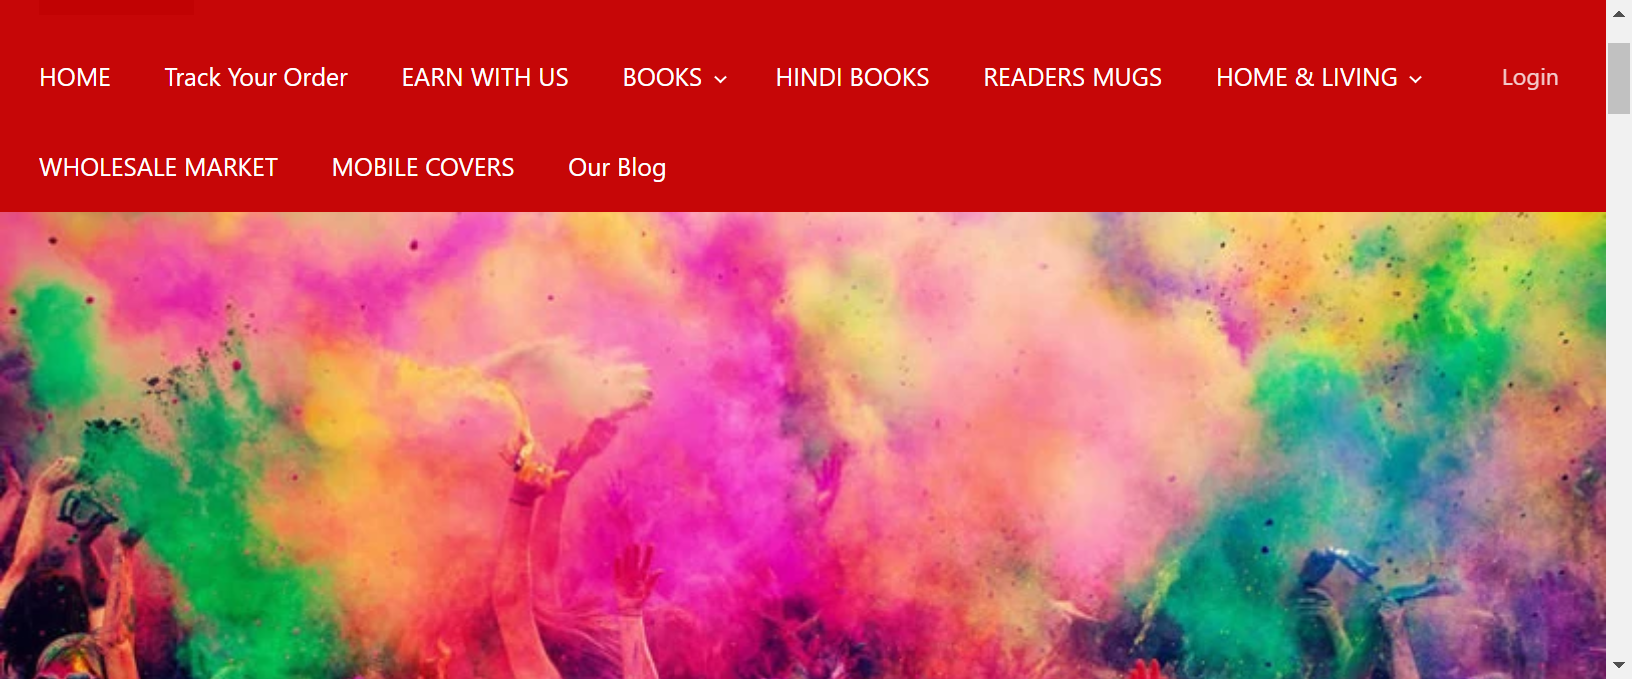 HOME Track Your Order EARN WITH US BOOKS HINDI BOOKS READERS MUGS HOME & LIVING Login
WHOLESALE MARKET MOBILE COVERS Our Blog